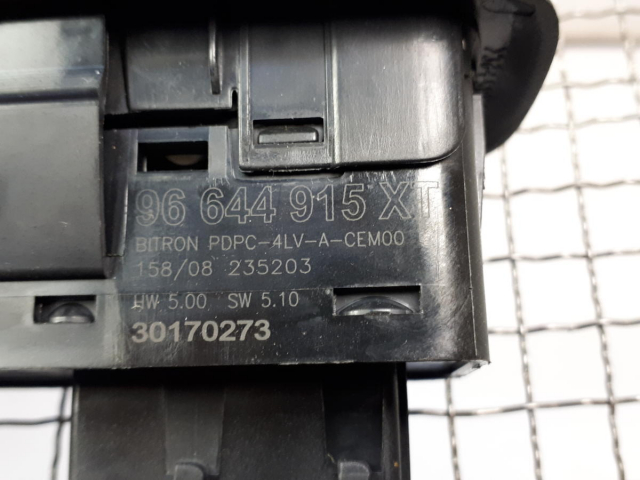 96 644 915 XT
BITRON PDPC-4LV-A-CEM00
158/08 235203
HW 5.00 SW 5.10
30170273